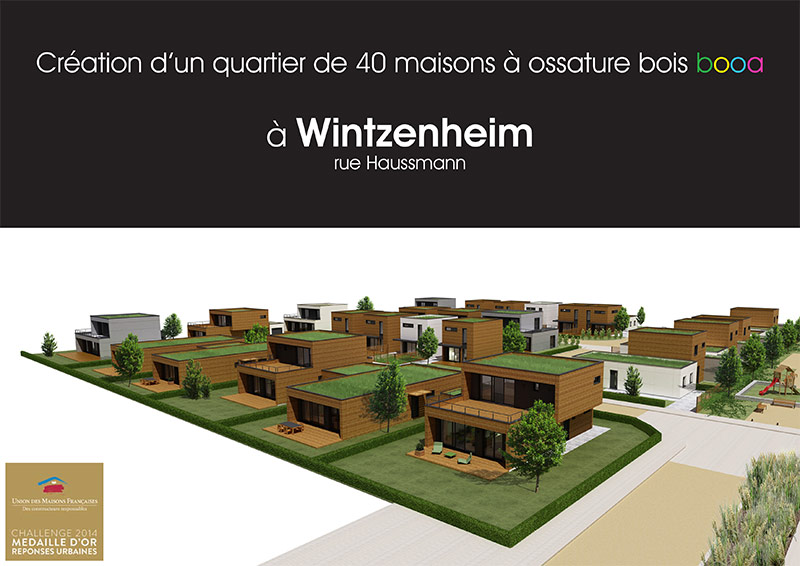 Création d'un quartier de 40 maisons à ossature bois booa
à Wintzenheim
rue Haussmann
UNION DES MAISONS FRANÇAISES
Des constructeurs responsables
CHALLENGE 2014
MEDAILLE D'OR
REPONSES URBAINES